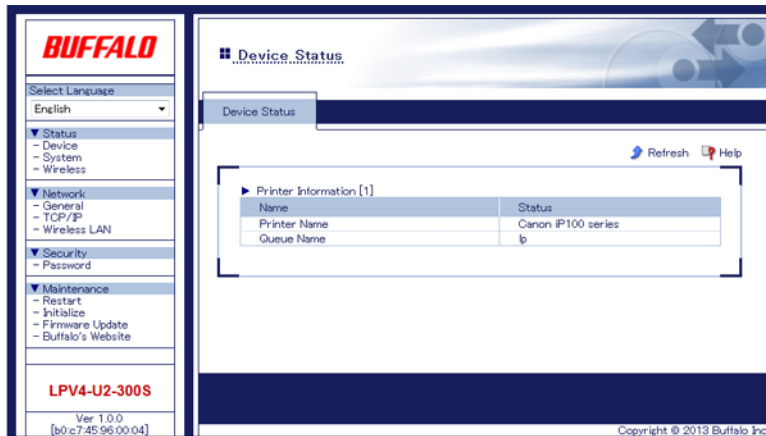 BUFFALO
Select Language
English
▼ Status
- Device
- System
- Wireless
▼ Network
- General
- TCP/IP
- Wireless LAN
▼ Security
- Password
▼ Maintenance
- Restart
- Initialize
- Firmware Update
- Buffalo's Website
LPV4-U2-300S
Ver 1.0.0
[b0:c7:45:96:00:04]
Device Status
Device Status
Refresh Help
► Printer Information [1]
Name Status
Printer Name Canon iP100 series
Queue Name lp
Copyright © 2013 Buffalo Inc